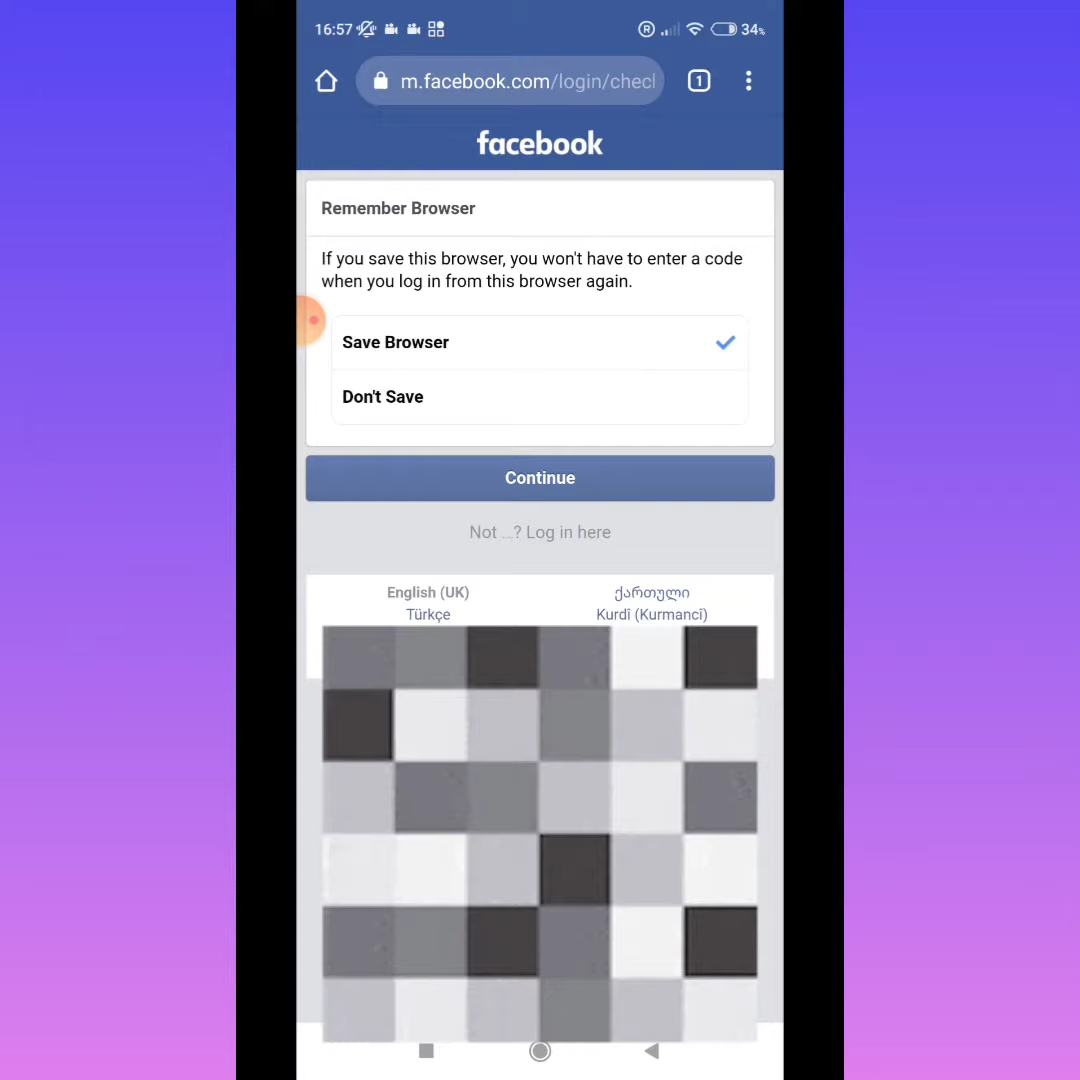 16:57 R 34%
m.facebook.com/login/checl 1
facebook
Remember Browser
If you save this browser, you won't have to enter a code
when you log in from this browser again.
Save Browser
Don't Save
Continue
Not ...? Log in here
English (UK) ქართული
Türkçe Kurdî (Kurmancî)